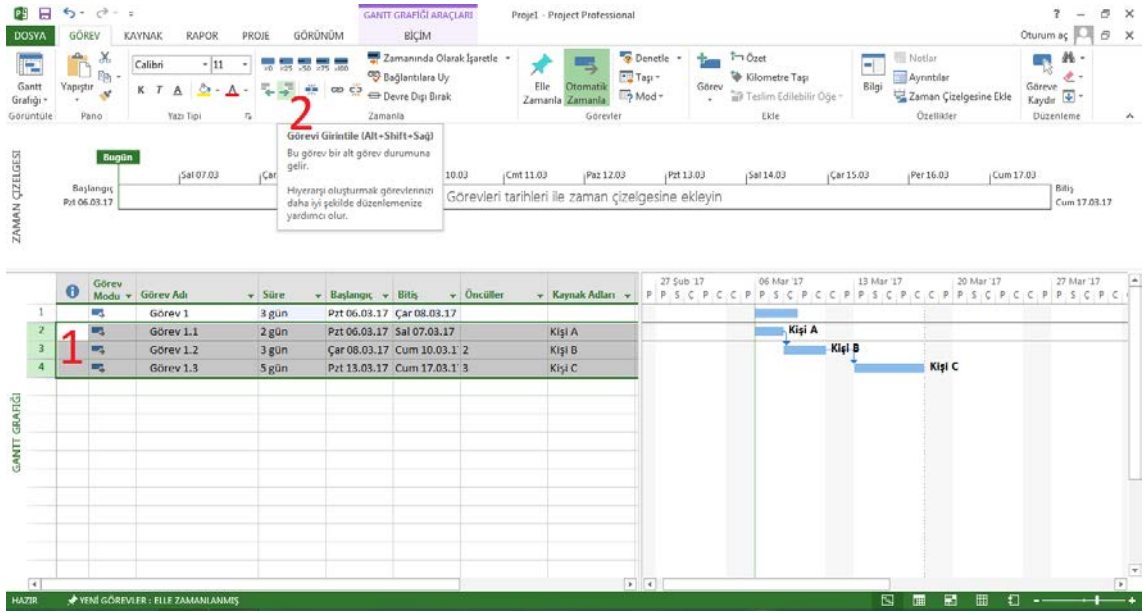 GANTT GRAFİĞİ ARAÇLARI
Proje1 - Project Professional
DOSYA GÖREV KAYNAK RAPOR PROJE GÖRÜNÜM BİÇİM
Oturum aç
Gantt Grafiği
Yapıştır
Calibri 11
K T A
Zamanında Olarak İşaretle
Bağlantılara Uy
Devre Dışı Bırak
Elle Zamanla
Otomatik Zamanla
Denetle
Taşı
Mod
Görev
Özet
Kilometre Taşı
Teslim Edilebilir Öğe
Bilgi
Notlar
Ayrıntılar
Zaman Çizelgesine Ekle
Göreve Kaydır
Görüntüle Pano Yazı Tipi Zamanla Görevler Ekle Özellikler Düzenleme
2
Görevi Girintile (Alt+Shift+Sağ)
Bu görev bir alt görev durumuna
gelir.
Hiyerarşi oluşturmak görevlerinizi
daha iyi şekilde düzenlemenize
yardımcı olur.
ZAMAN ÇİZELGESİ
Bugün
Sal 07.03 Çar 10.03 Cmt 11.03 Paz 12.03 Pzt 13.03 Sal 14.03 Çar 15.03 Per 16.03 Cum 17.03
Başlangıç
Pzt 06.03.17
Görevleri tarihleri ile zaman çizelgesine ekleyin
Bitiş
Cum 17.03.17
Görev Modu Görev Adı Süre Başlangıç Bitiş Öncüller Kaynak Adları
27 Şub '17 06 Mar '17 13 Mar '17 20 Mar '17 27 Mar '17
P P S Ç P C C P P S Ç P C C P P S Ç P C C P P S Ç P C C P P S Ç P C
1 Görev 1 3 gün Pzt 06.03.17 Çar 08.03.17
2 Görev 1.1 2 gün Pzt 06.03.17 Sal 07.03.17 Kişi A
3 Görev 1.2 3 gün Çar 08.03.17 Cum 10.03.1 2 Kişi B
4 Görev 1.3 5 gün Pzt 13.03.17 Cum 17.03.1 3 Kişi C
1
Kişi A
Kişi B
Kişi C
GANTT GRAFİĞİ
HAZIR YENİ GÖREVLER : ELLE ZAMANLANMIŞ